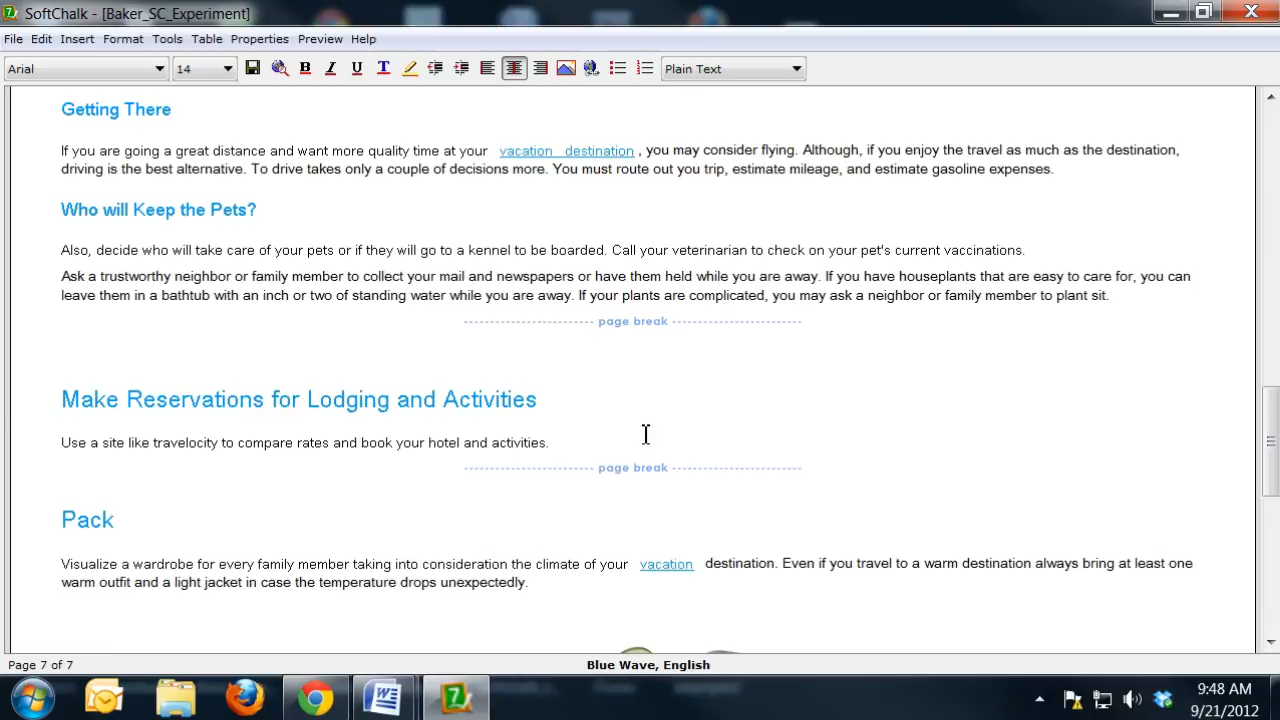 SoftChalk - [Baker_SC_Experiment]
File Edit Insert Format Tools Table Properties Preview Help
Arial 14 B I U T Plain Text
Getting There
If you are going a great distance and want more quality time at your vacation destination , you may consider flying. Although, if you enjoy the travel as much as the destination,
driving is the best alternative. To drive takes only a couple of decisions more. You must route out you trip, estimate mileage, and estimate gasoline expenses.
Who will Keep the Pets?
Also, decide who will take care of your pets or if they will go to a kennel to be boarded. Call your veterinarian to check on your pet's current vaccinations.
Ask a trustworthy neighbor or family member to collect your mail and newspapers or have them held while you are away. If you have houseplants that are easy to care for, you can
leave them in a bathtub with an inch or two of standing water while you are away. If your plants are complicated, you may ask a neighbor or family member to plant sit.
page break
Make Reservations for Lodging and Activities
Use a site like travelocity to compare rates and book your hotel and activities.
page break
Pack
Visualize a wardrobe for every family member taking into consideration the climate of your vacation destination. Even if you travel to a warm destination always bring at least one
warm outfit and a light jacket in case the temperature drops unexpectedly.
Page 7 of 7 Blue Wave, English
9:48 AM
9/21/2012